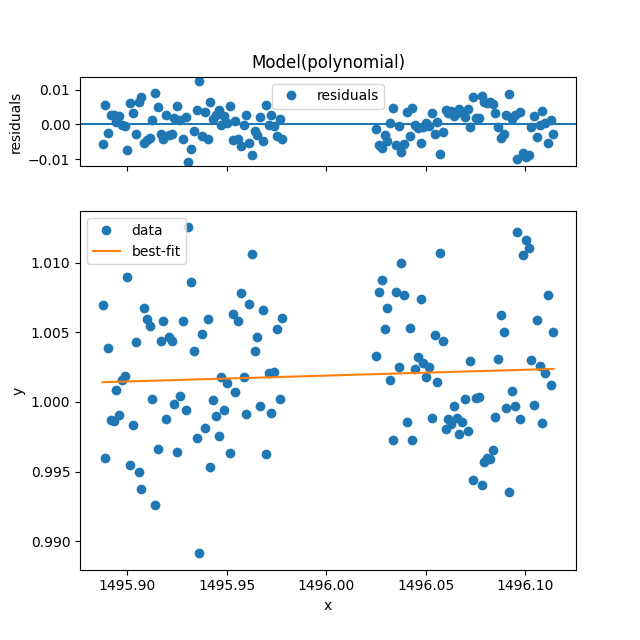 Model(polynomial)
0.01
0.00
−0.01
residuals
residuals
data
best-fit
1.010
1.005
1.000
0.995
0.990
y
1495.90 1495.95 1496.00 1496.05 1496.10
x